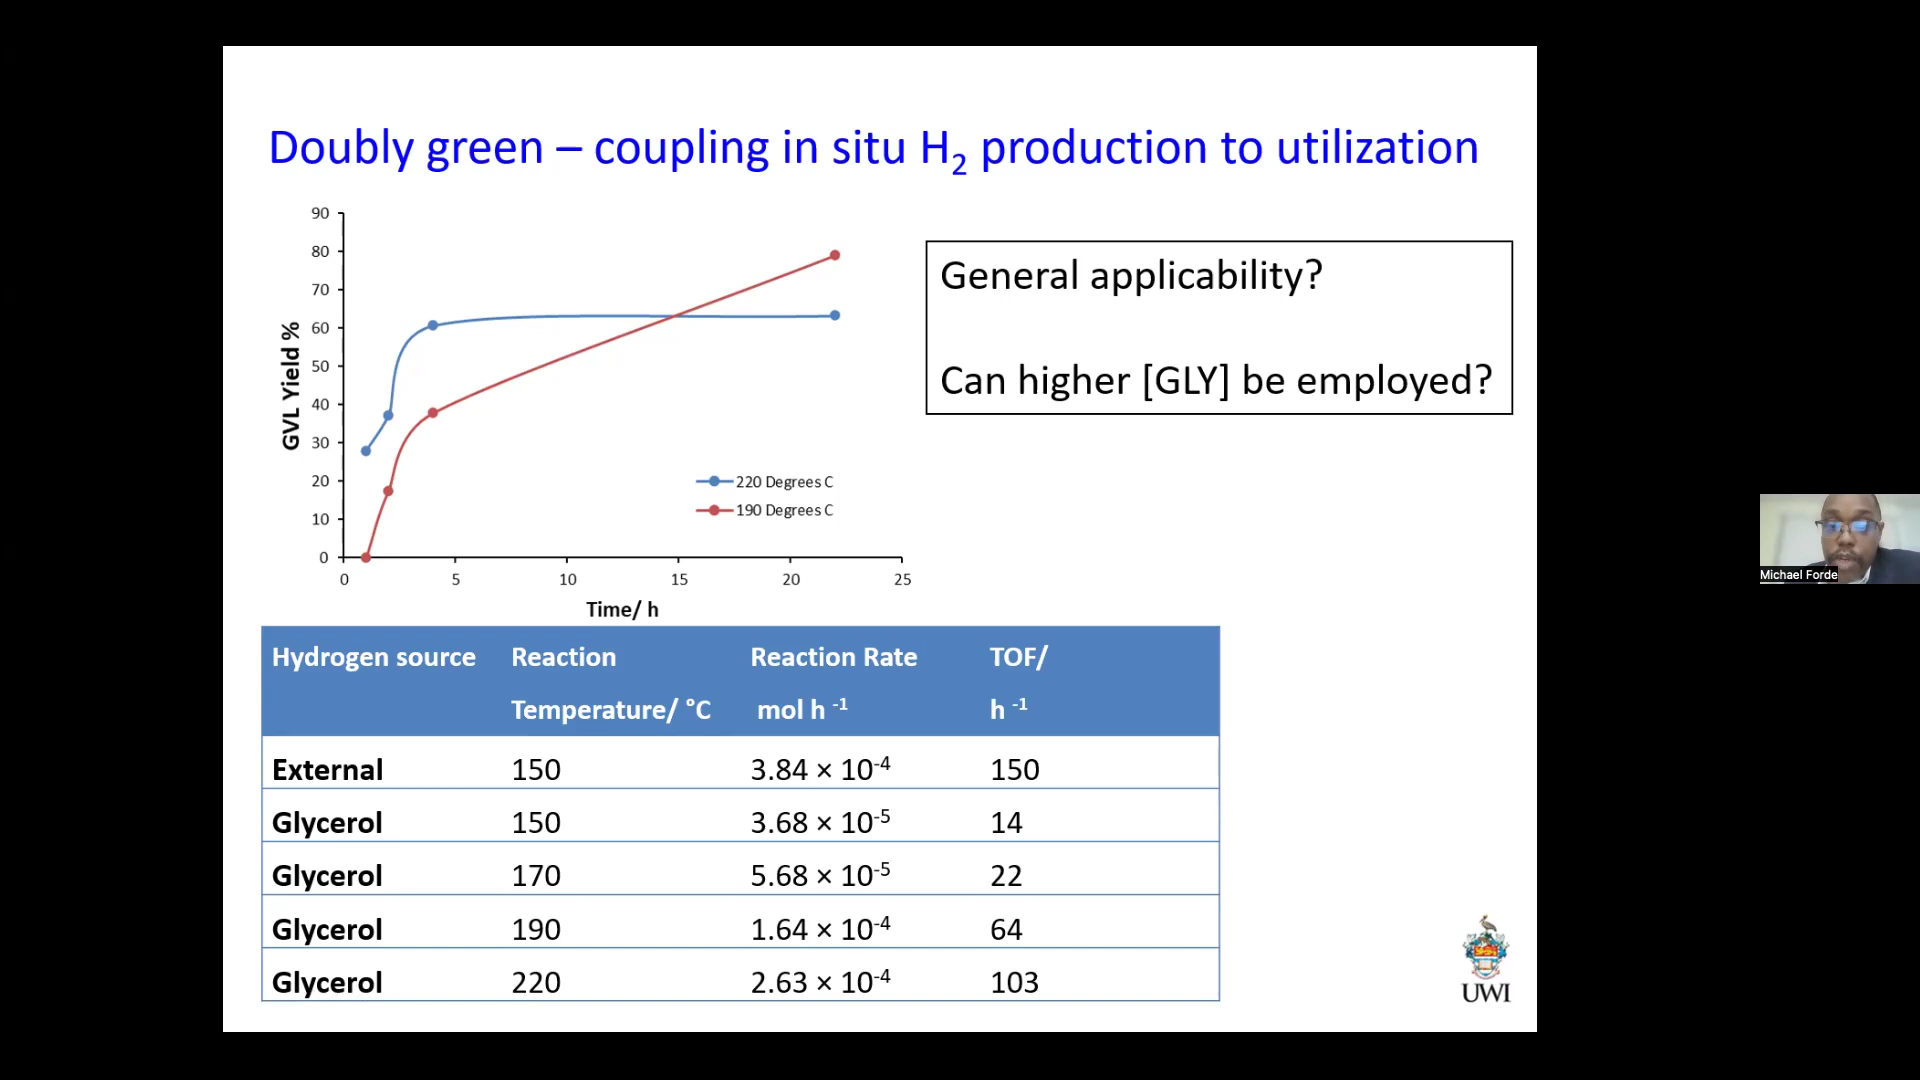 Doubly green – coupling in situ H₂ production to utilization
90
80
70
60
50
40
30
20
10
0
GVL Yield %
0 5 10 15 20 25
Time/ h
220 Degrees C
190 Degrees C
General applicability?
Can higher [GLY] be employed?
Hydrogen source Reaction Temperature/ °C Reaction Rate mol h ⁻¹ TOF/ h ⁻¹
External 150 3.84 × 10⁻⁴ 150
Glycerol 150 3.68 × 10⁻⁵ 14
Glycerol 170 5.68 × 10⁻⁵ 22
Glycerol 190 1.64 × 10⁻⁴ 64
Glycerol 220 2.63 × 10⁻⁴ 103
UWI
Michael Forde